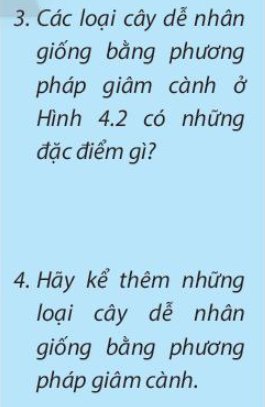 3. Các loại cây dễ nhân
giống bằng phương
pháp giâm cành ở
Hình 4.2 có những
đặc điểm gì?
4. Hãy kể thêm những
loại cây dễ nhân
giống bằng phương
pháp giâm cành.